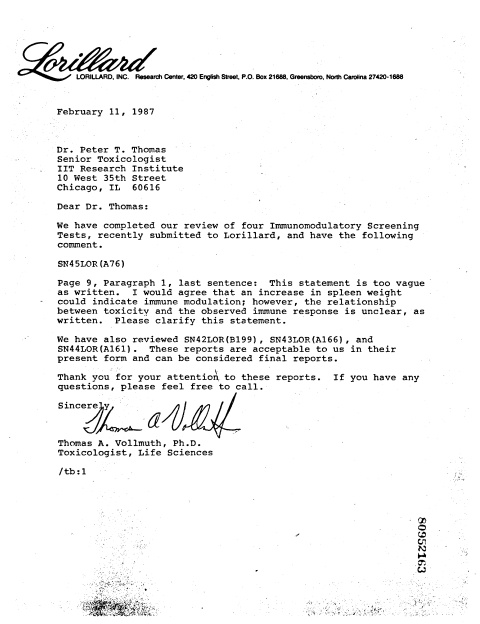 Lorillard
LORILLARD, INC. Research Center, 420 English Street, P.O. Box 21688, Greensboro, North Carolina 27420-1688
February 11, 1987
Dr. Peter T. Thomas
Senior Toxicologist
IIT Research Institute
10 West 35th Street
Chicago, IL 60616
Dear Dr. Thomas:
We have completed our review of four Immunomodulatory Screening
Tests, recently submitted to Lorillard, and have the following
comment.
SN45LOR(A76)
Page 9, Paragraph 1, last sentence: This statement is too vague
as written. I would agree that an increase in spleen weight
could indicate immune modulation; however, the relationship
between toxicity and the observed immune response is unclear, as
written. Please clarify this statement.
We have also reviewed SN42LOR(B199), SN43LOR(A166), and
SN44LOR(A161). These reports are acceptable to us in their
present form and can be considered final reports.
Thank you for your attention to these reports. If you have any
questions, please feel free to call.
Sincerely,
Thomas A Vollmuth
Thomas A. Vollmuth, Ph.D.
Toxicologist, Life Sciences
/tb:1
80952163